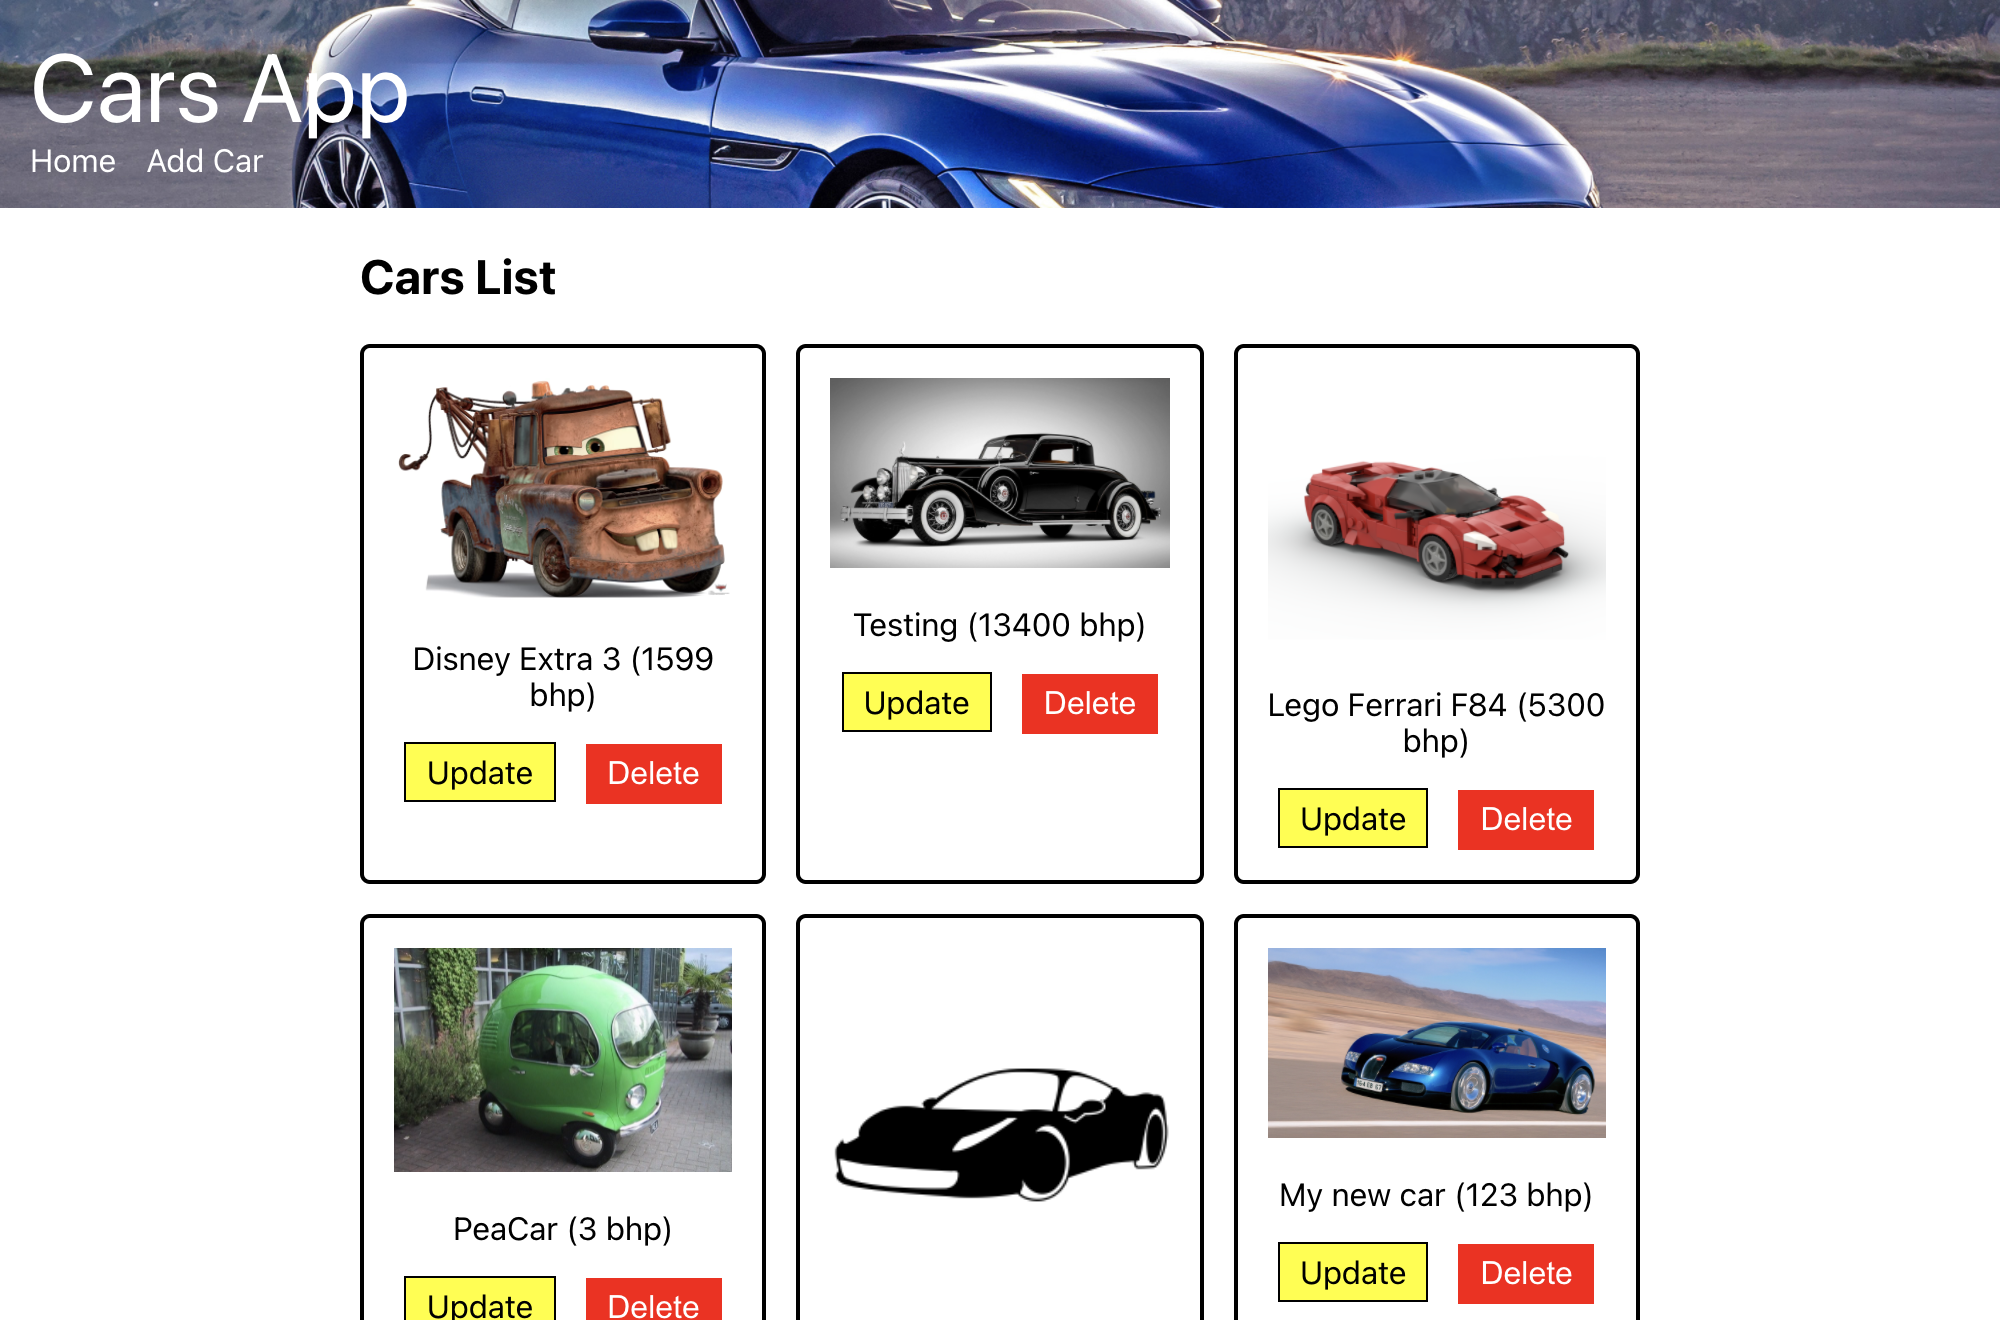 Cars App
Home Add Car
Cars List
Disney Extra 3 (1599
bhp)
Update Delete
Testing (13400 bhp)
Update Delete
Lego Ferrari F84 (5300
bhp)
Update Delete
PeaCar (3 bhp)
Update Delete
My new car (123 bhp)
Update Delete